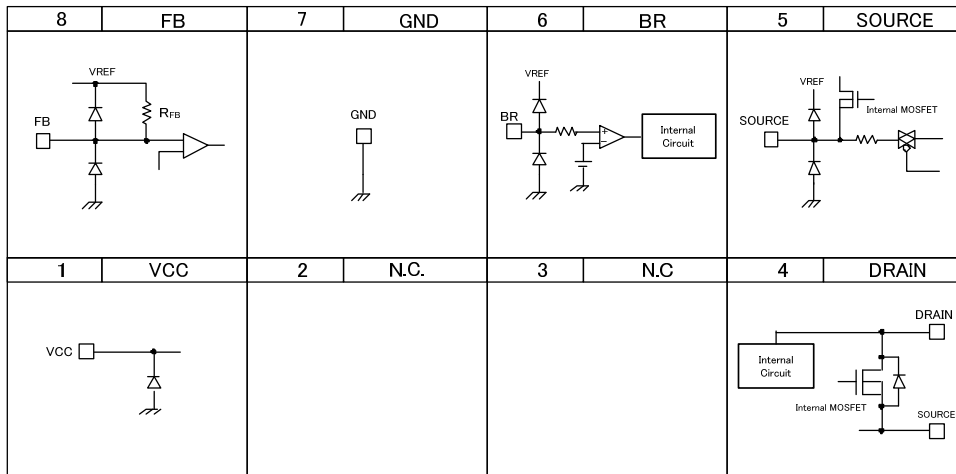 8 FB 7 GND 6 BR 5 SOURCE
VREF
RFB
FB
GND
VREF
BR
+
−
Internal
Circuit
VREF
Internal MOSFET
SOURCE
1 VCC 2 N.C. 3 N.C 4 DRAIN
VCC
DRAIN
Internal
Circuit
Internal MOSFET
SOURCE